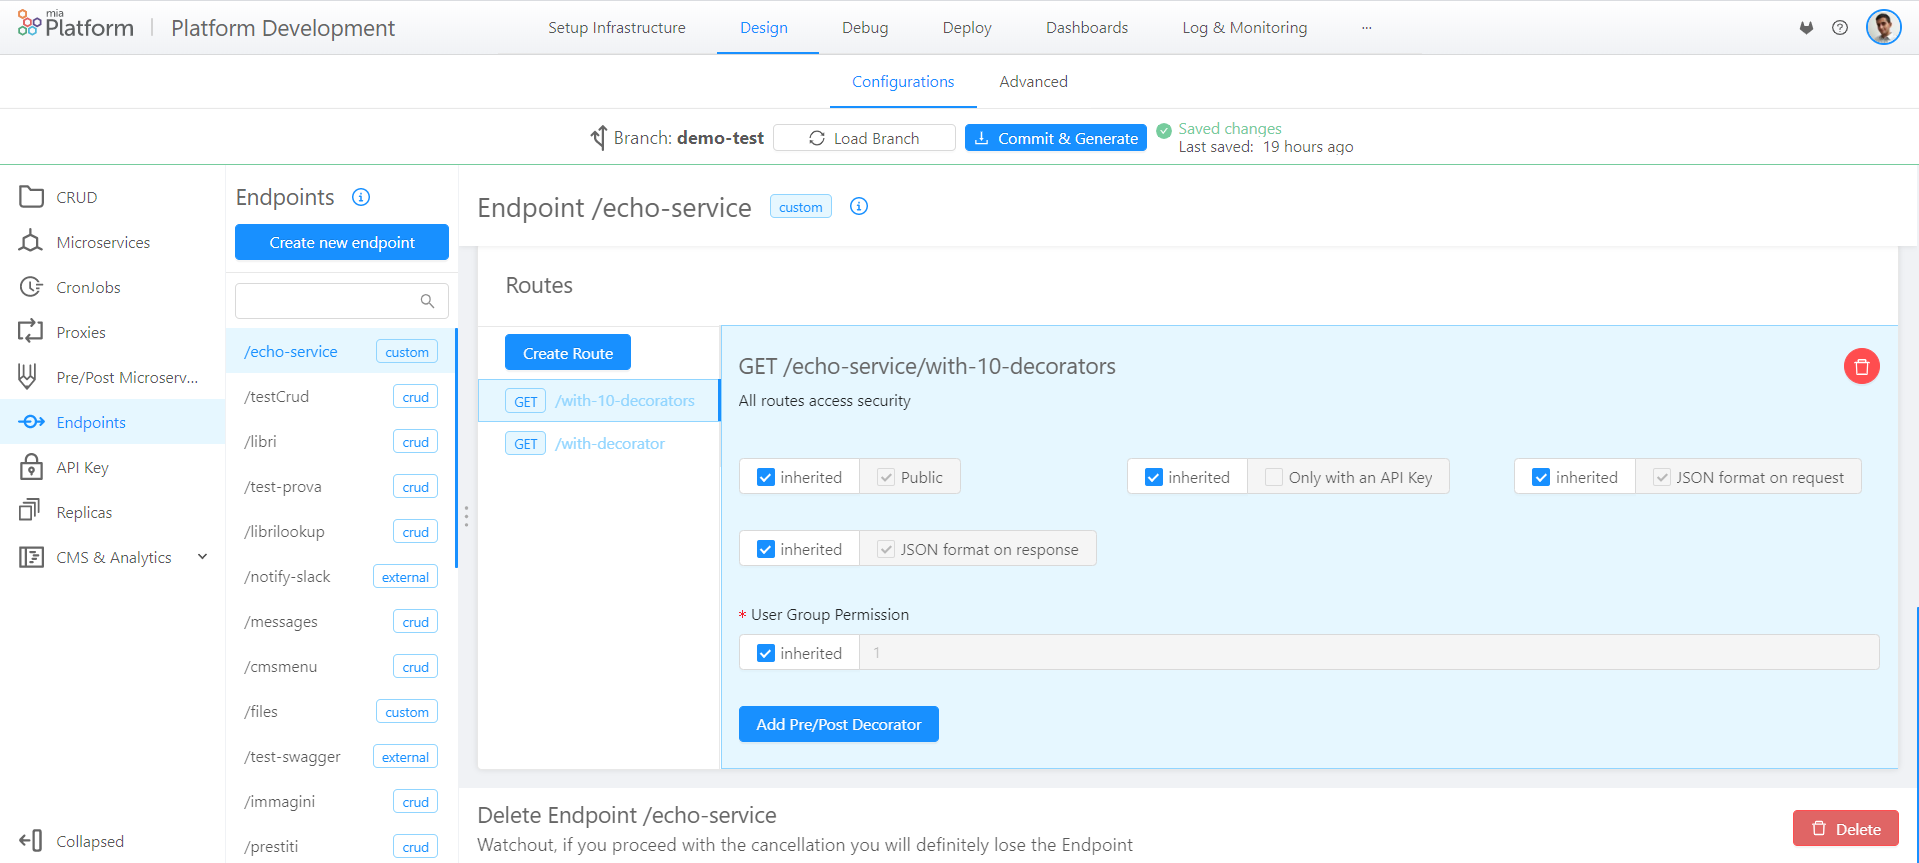 mia
Platform
Platform Development
Setup Infrastructure
Design
Debug
Deploy
Dashboards
Log & Monitoring
...
Configurations
Advanced
Branch: demo-test
Load Branch
Commit & Generate
Saved changes
Last saved: 19 hours ago
CRUD
Microservices
CronJobs
Proxies
Pre/Post Microserv...
Endpoints
API Key
Replicas
CMS & Analytics
Collapsed
Endpoints
Create new endpoint
/echo-service custom
/testCrud crud
/libri crud
/test-prova crud
/librilookup crud
/notify-slack external
/messages crud
/cmsmenu crud
/files custom
/test-swagger external
/immagini crud
/prestiti crud
Endpoint /echo-service custom
Routes
Create Route
GET /with-10-decorators
GET /with-decorator
GET /echo-service/with-10-decorators
All routes access security
inherited Public
inherited Only with an API Key
inherited JSON format on request
inherited JSON format on response
* User Group Permission
inherited 1
Add Pre/Post Decorator
Delete Endpoint /echo-service
Watchout, if you proceed with the cancellation you will definitely lose the Endpoint
Delete